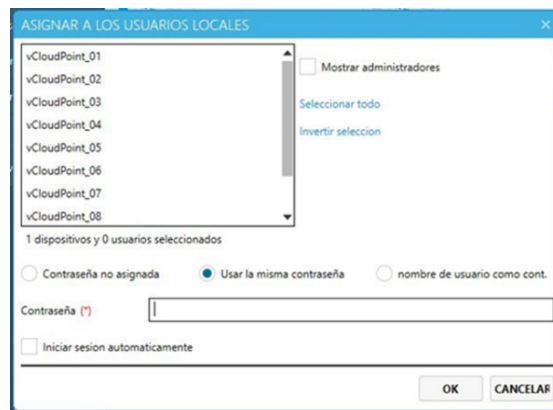 ASIGNAR A LOS USUARIOS LOCALES
vCloudPoint_01
vCloudPoint_02
vCloudPoint_03
vCloudPoint_04
vCloudPoint_05
vCloudPoint_06
vCloudPoint_07
vCloudPoint_08
Mostrar administradores
Seleccionar todo
Invertir seleccion
1 dispositivos y 0 usuarios seleccionados
Contraseña no asignada Usar la misma contraseña nombre de usuario como cont.
Contraseña (*)
Iniciar sesion automaticamente
OK CANCELAR